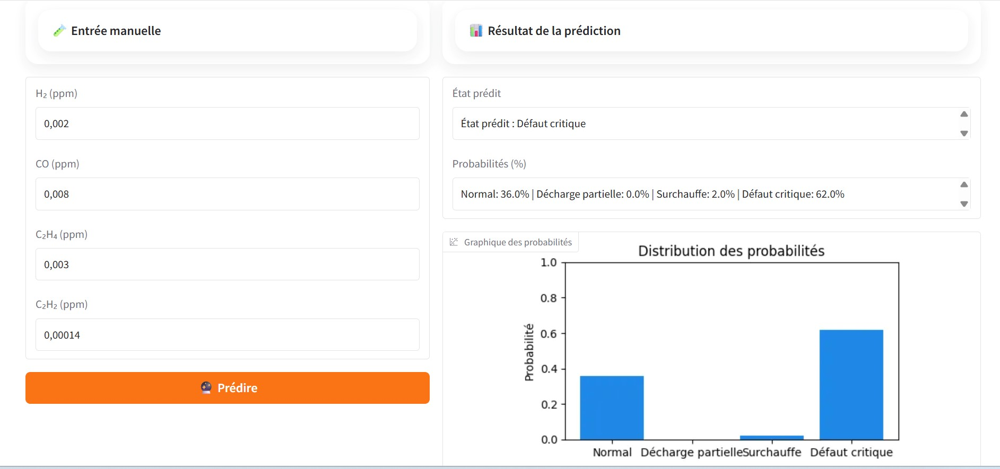 Entrée manuelle
H₂ (ppm)
0,002
CO (ppm)
0,008
C₂H₄ (ppm)
0,003
C₂H₂ (ppm)
0,00014
Prédire
Résultat de la prédiction
État prédit
État prédit : Défaut critique
Probabilités (%)
Normal: 36.0% | Décharge partielle: 0.0% | Surchauffe: 2.0% | Défaut critique: 62.0%
Graphique des probabilités
Distribution des probabilités
Probabilité
1.0
0.8
0.6
0.4
0.2
0.0
Normal Décharge partielle Surchauffe Défaut critique